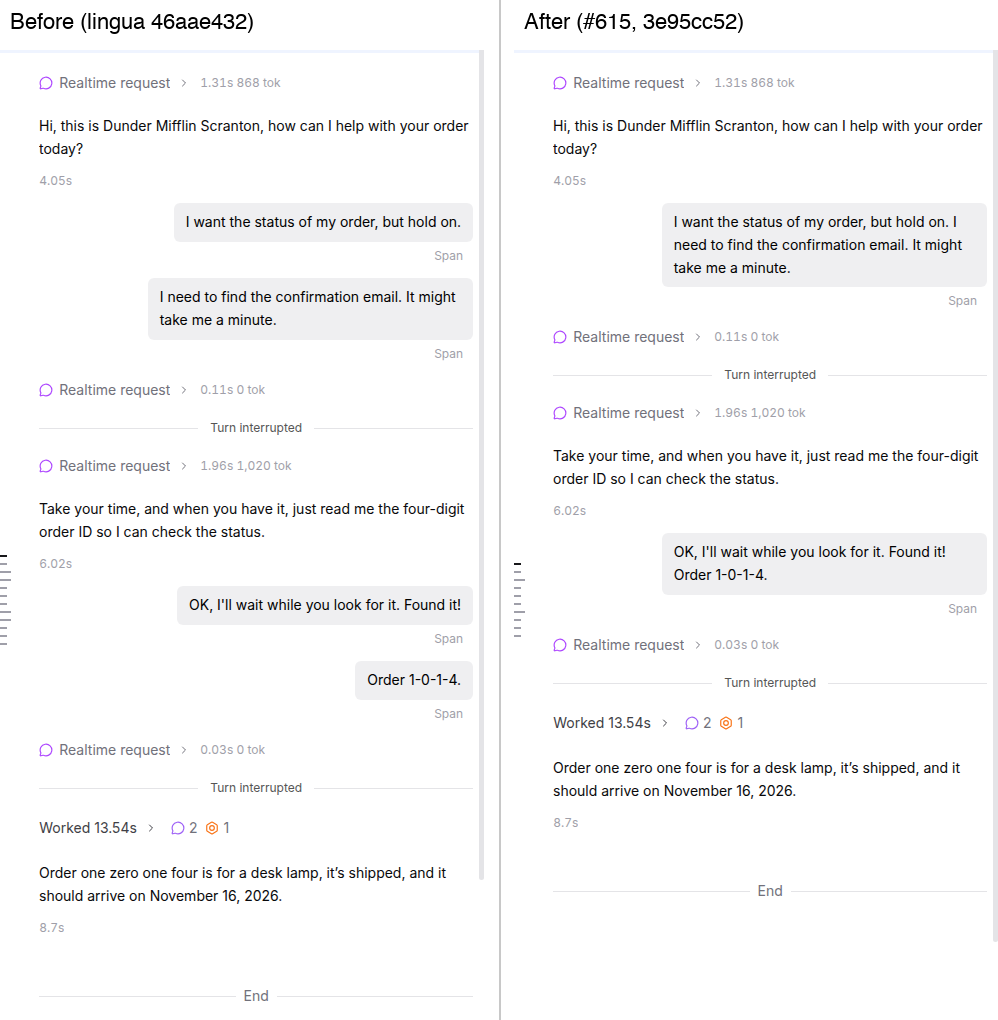 Before (lingua 46aae432)
Realtime request > 1.31s 868 tok
Hi, this is Dunder Mifflin Scranton, how can I help with your order
today?
4.05s
I want the status of my order, but hold on.
Span
I need to find the confirmation email. It might
take me a minute.
Span
Realtime request > 0.11s 0 tok
Turn interrupted
Realtime request > 1.96s 1,020 tok
Take your time, and when you have it, just read me the four-digit
order ID so I can check the status.
6.02s
OK, I'll wait while you look for it. Found it!
Span
Order 1-0-1-4.
Span
Realtime request > 0.03s 0 tok
Turn interrupted
Worked 13.54s > 2 1
Order one zero one four is for a desk lamp, it’s shipped, and it
should arrive on November 16, 2026.
8.7s
End
After (#615, 3e95cc52)
Realtime request > 1.31s 868 tok
Hi, this is Dunder Mifflin Scranton, how can I help with your order
today?
4.05s
I want the status of my order, but hold on. I
need to find the confirmation email. It might
take me a minute.
Span
Realtime request > 0.11s 0 tok
Turn interrupted
Realtime request > 1.96s 1,020 tok
Take your time, and when you have it, just read me the four-digit
order ID so I can check the status.
6.02s
OK, I'll wait while you look for it. Found it!
Order 1-0-1-4.
Span
Realtime request > 0.03s 0 tok
Turn interrupted
Worked 13.54s > 2 1
Order one zero one four is for a desk lamp, it’s shipped, and it
should arrive on November 16, 2026.
8.7s
End